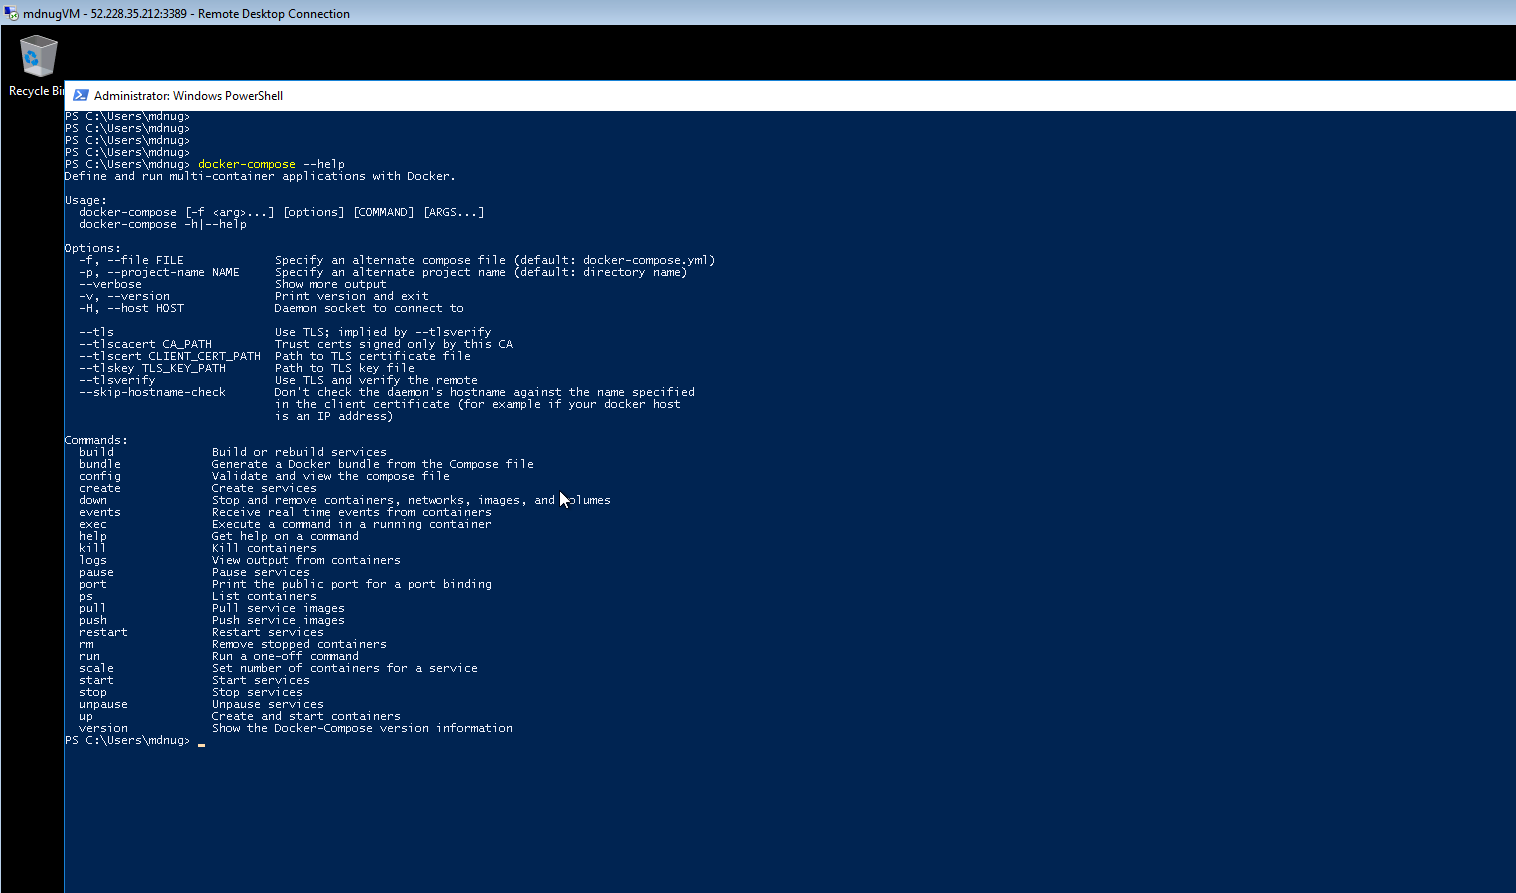 mdnugVM - 52.228.35.212:3389 - Remote Desktop Connection
Recycle Bi
Administrator: Windows PowerShell
PS C:\Users\mdnug>
PS C:\Users\mdnug>
PS C:\Users\mdnug>
PS C:\Users\mdnug>
PS C:\Users\mdnug> docker-compose --help
Define and run multi-container applications with Docker.
Usage:
docker-compose [-f <arg>...] [options] [COMMAND] [ARGS...]
docker-compose -h|--help
Options:
-f, --file FILE Specify an alternate compose file (default: docker-compose.yml)
-p, --project-name NAME Specify an alternate project name (default: directory name)
--verbose Show more output
-v, --version Print version and exit
-H, --host HOST Daemon socket to connect to
--tls Use TLS; implied by --tlsverify
--tlscacert CA_PATH Trust certs signed only by this CA
--tlscert CLIENT_CERT_PATH Path to TLS certificate file
--tlskey TLS_KEY_PATH Path to TLS key file
--tlsverify Use TLS and verify the remote
--skip-hostname-check Don't check the daemon's hostname against the name specified
in the client certificate (for example if your docker host
is an IP address)
Commands:
build Build or rebuild services
bundle Generate a Docker bundle from the Compose file
config Validate and view the compose file
create Create services
down Stop and remove containers, networks, images, and volumes
events Receive real time events from containers
exec Execute a command in a running container
help Get help on a command
kill Kill containers
logs View output from containers
pause Pause services
port Print the public port for a port binding
ps List containers
pull Pull service images
push Push service images
restart Restart services
rm Remove stopped containers
run Run a one-off command
scale Set number of containers for a service
start Start services
stop Stop services
unpause Unpause services
up Create and start containers
version Show the Docker-Compose version information
PS C:\Users\mdnug> _